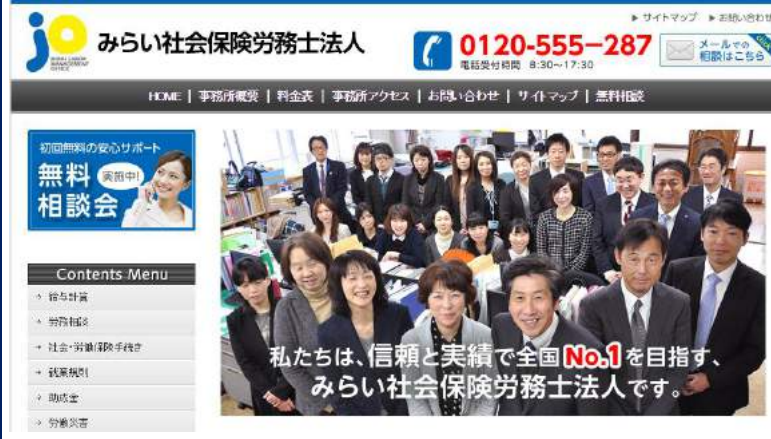 ▶ サイトマップ ▶ お問い合わせ
jo
みらい社会保険労務士法人
0120-555-287
電話受付時間 8:30~17:30
メールでの
相談はこちら
HOME | 事務所概要 | 料金表 | 事務所アクセス | お問い合わせ | サイトマップ | 無料相談
初回無料の安心サポート
無料 実施中!
相談会
Contents Menu
給与計算
労務相談
社会・労働保険手続き
就業規則
助成金
労働災害
私たちは、信頼と実績で全国No.1を目指す、
みらい社会保険労務士法人です。